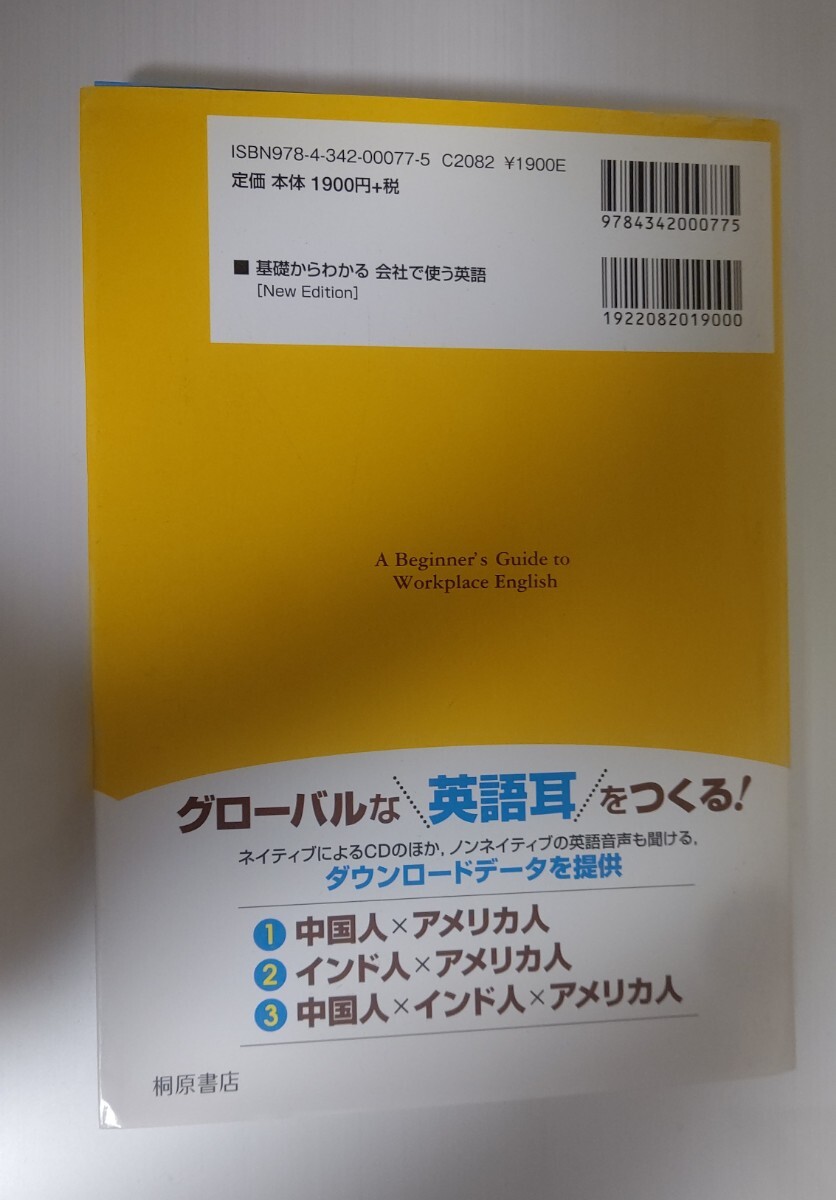 ISBN978-4-342-00077-5 C2082 ¥1900E
定価 本体 1900円+税
9784342000775
■ 基礎からわかる 会社で使う英語
[New Edition]
1922082019000
A Beginner's Guide to
Workplace English
グローバルな英語耳をつくる!
ネイティブによるCDのほか,ノンネイティブの英語音声も聞ける,
ダウンロードデータを提供
1 中国人×アメリカ人
2 インド人×アメリカ人
3 中国人×インド人×アメリカ人
桐原書店